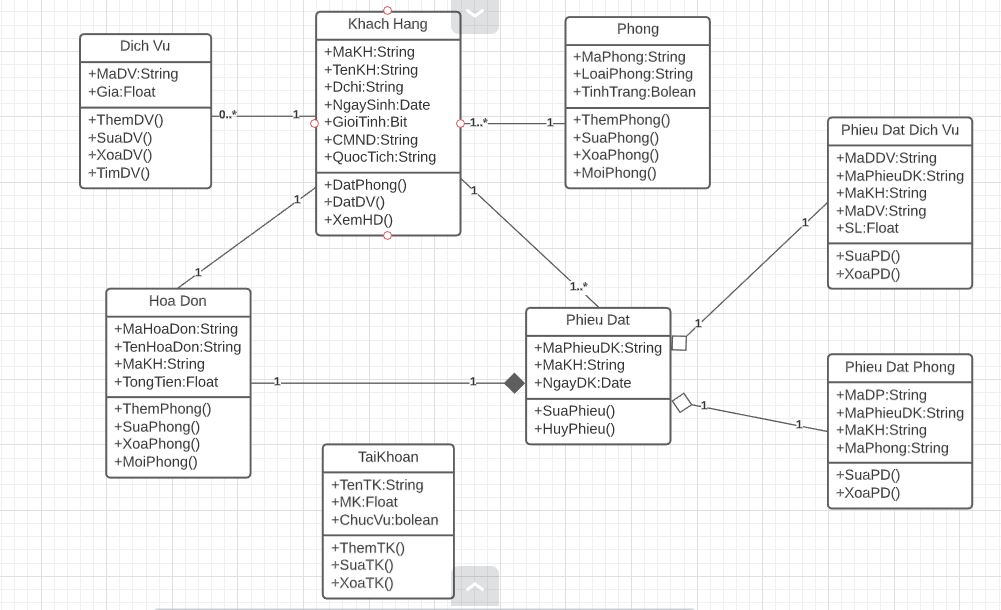 Dich Vu
+MaDV:String
+Gia:Float
+ThemDV()
+SuaDV()
+XoaDV()
+TimDV()
0..*
1
Khach Hang
+MaKH:String
+TenKH:String
+Dchi:String
+NgaySinh:Date
+GioiTinh:Bit
+CMND:String
+QuocTich:String
+DatPhong()
+DatDV()
+XemHD()
1..*
1
Phong
+MaPhong:String
+LoaiPhong:String
+TinhTrang:Bolean
+ThemPhong()
+SuaPhong()
+XoaPhong()
+MoiPhong()
Phieu Dat Dich Vu
+MaDDV:String
+MaPhieuDK:String
+MaKH:String
+MaDV:String
+SL:Float
+SuaPD()
+XoaPD()
1
1
1
1..*
1
1
Hoa Don
+MaHoaDon:String
+TenHoaDon:String
+MaKH:String
+TongTien:Float
+ThemPhong()
+SuaPhong()
+XoaPhong()
+MoiPhong()
1
1
Phieu Dat
+MaPhieuDK:String
+MaKH:String
+NgayDK:Date
+SuaPhieu()
+HuyPhieu()
1
1
Phieu Dat Phong
+MaDP:String
+MaPhieuDK:String
+MaKH:String
+MaPhong:String
+SuaPD()
+XoaPD()
TaiKhoan
+TenTK:String
+MK:Float
+ChucVu:bolean
+ThemTK()
+SuaTK()
+XoaTK()